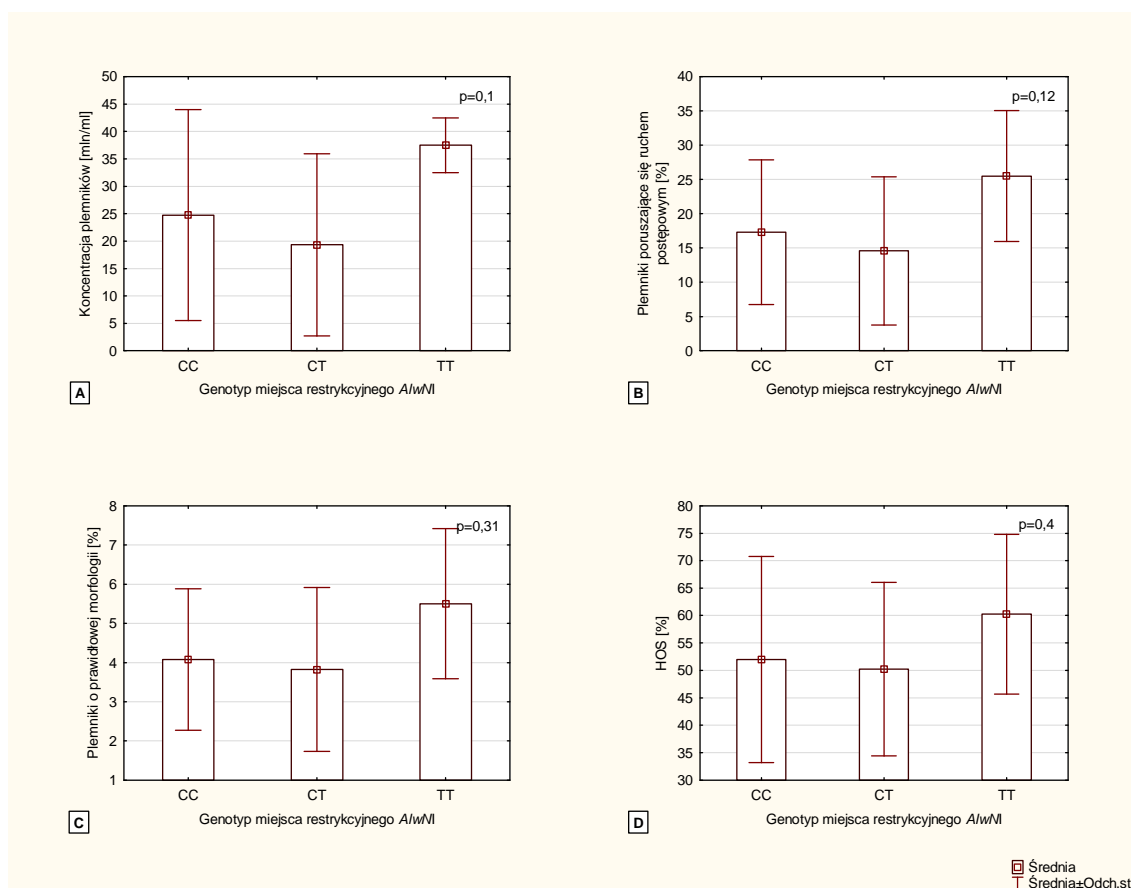 50
45
40
35
30
25
20
15
10
5
0
Koncentracja plemników [mln/ml]
p=0,1
CC CT TT
Genotyp miejsca restrykcyjnego AlwNI
A
40
35
30
25
20
15
10
5
0
Plemniki poruszające się ruchem
postępowym [%]
p=0,12
CC CT TT
Genotyp miejsca restrykcyjnego AlwNI
B
8
7
6
5
4
3
2
1
Plemniki o prawidłowej morfologii [%]
p=0,31
CC CT TT
Genotyp miejsca restrykcyjnego AlwNI
C
80
75
70
65
60
55
50
45
40
35
30
HOS [%]
p=0,4
CC CT TT
Genotyp miejsca restrykcyjnego AlwNI
D
Średnia
Średnia±Odch.st